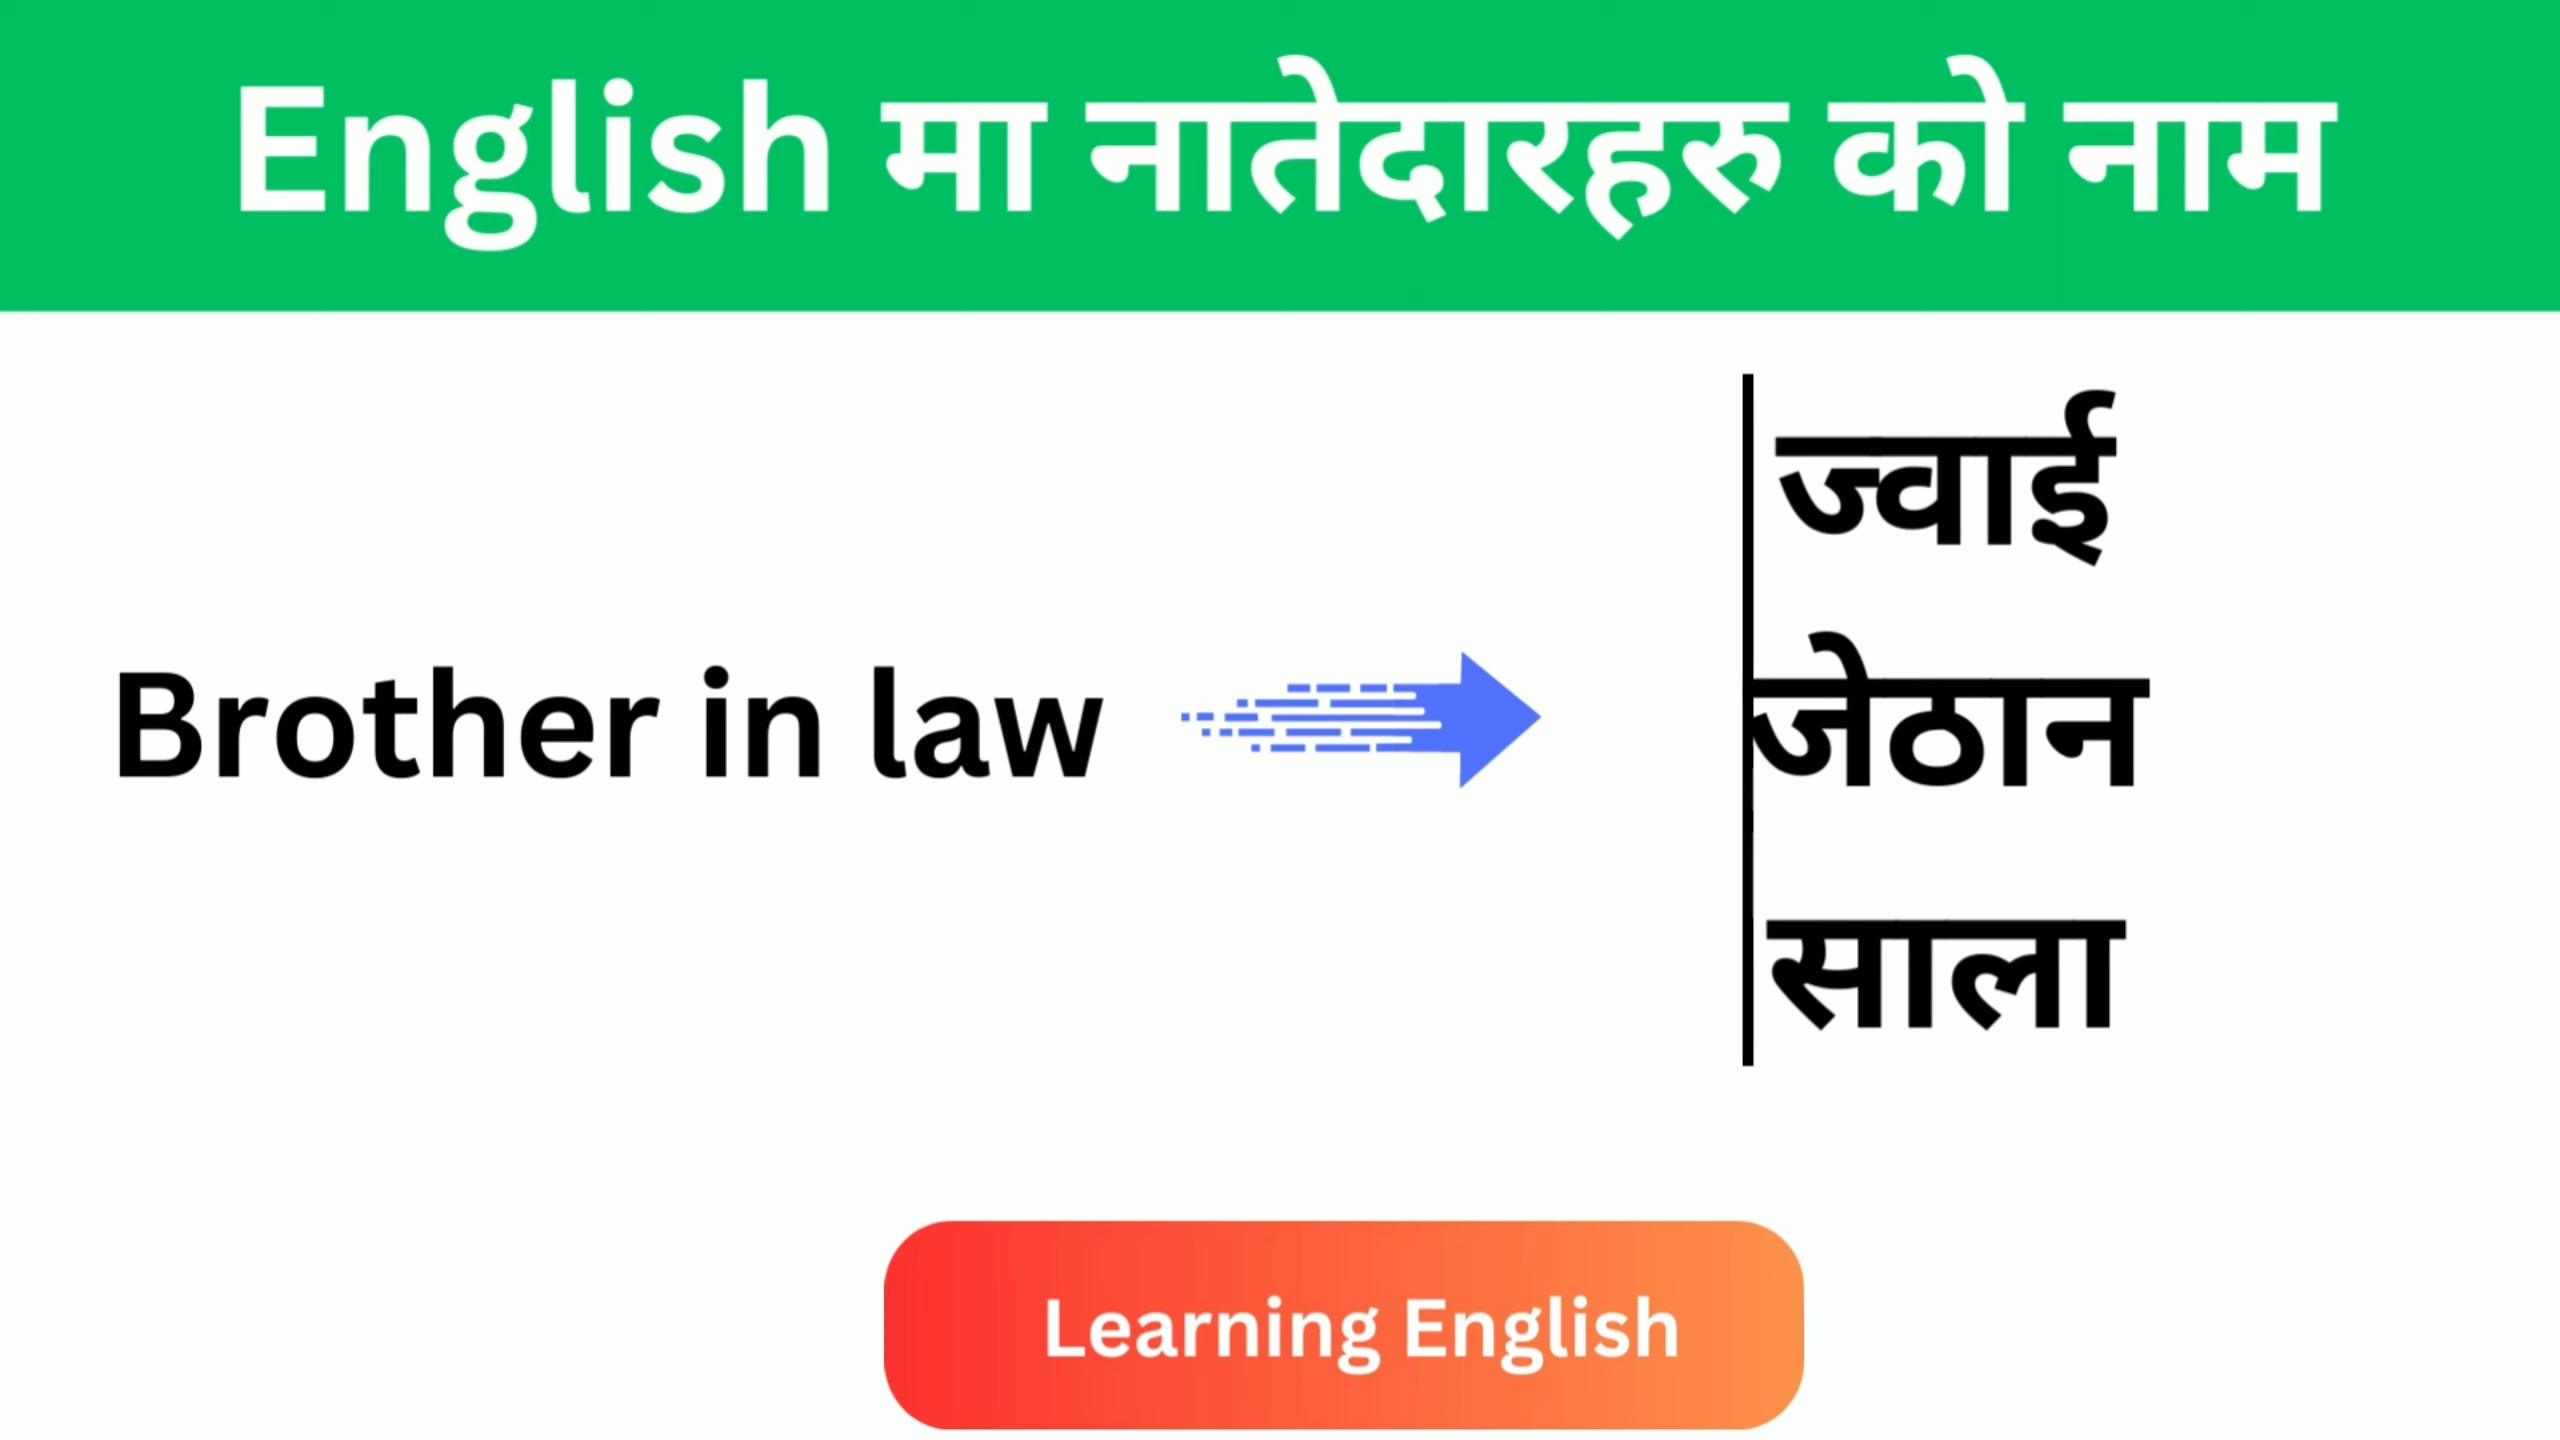 English मा नातेदारहरु को नाम
ज्वाई
Brother in law
जेठान
साला
Learning English